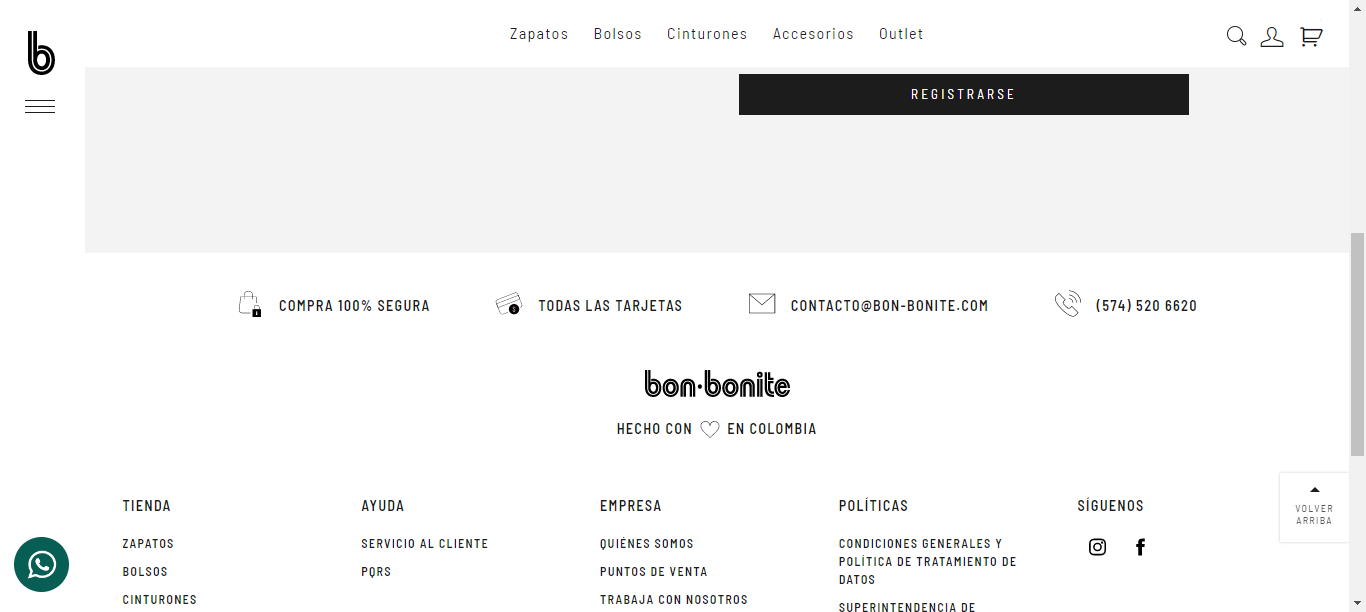 b
Zapatos Bolsos Cinturones Accesorios Outlet
REGISTRARSE
COMPRA 100% SEGURA TODAS LAS TARJETAS CONTACTO@BON-BONITE.COM (574) 520 6620
bon·bonite
HECHO CON EN COLOMBIA
TIENDA
ZAPATOS
BOLSOS
CINTURONES
AYUDA
SERVICIO AL CLIENTE
PQRS
EMPRESA
QUIÉNES SOMOS
PUNTOS DE VENTA
TRABAJA CON NOSOTROS
POLÍTICAS
CONDICIONES GENERALES Y
POLÍTICA DE TRATAMIENTO DE
DATOS
SUPERINTENDENCIA DE
SÍGUENOS
VOLVER
ARRIBA